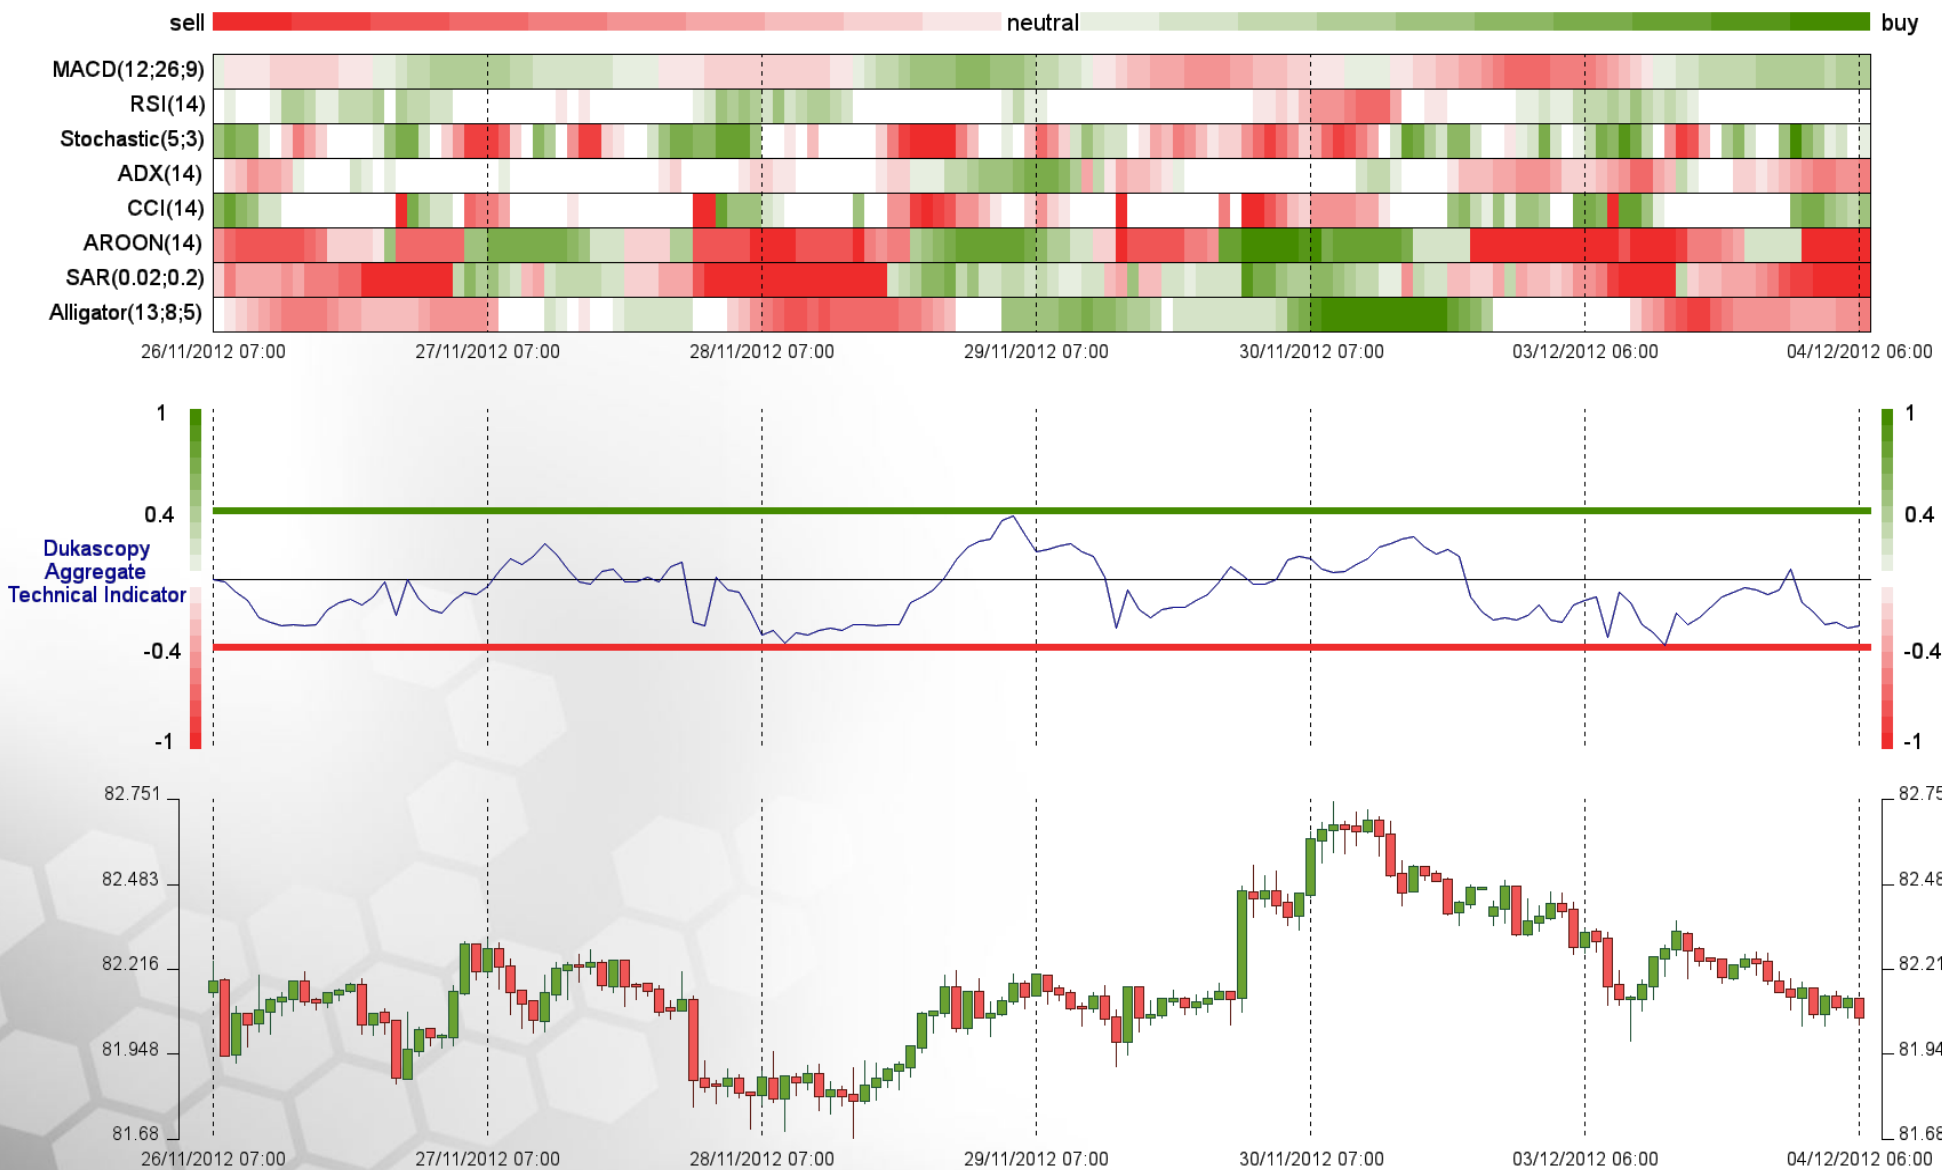 sell neutral buy
MACD(12;26;9)
RSI(14)
Stochastic(5;3)
ADX(14)
CCI(14)
AROON(14)
SAR(0.02;0.2)
Alligator(13;8;5)
26/11/2012 07:00 27/11/2012 07:00 28/11/2012 07:00 29/11/2012 07:00 30/11/2012 07:00 03/12/2012 06:00 04/12/2012 06:00
1 1
0.4 0.4
Dukascopy
Aggregate
Technical Indicator
-0.4 -0.4
-1 -1
82.751 82.75
82.483 82.48
82.216 82.21
81.948 81.94
81.68 81.68
26/11/2012 07:00 27/11/2012 07:00 28/11/2012 07:00 29/11/2012 07:00 30/11/2012 07:00 03/12/2012 06:00 04/12/2012 06:00